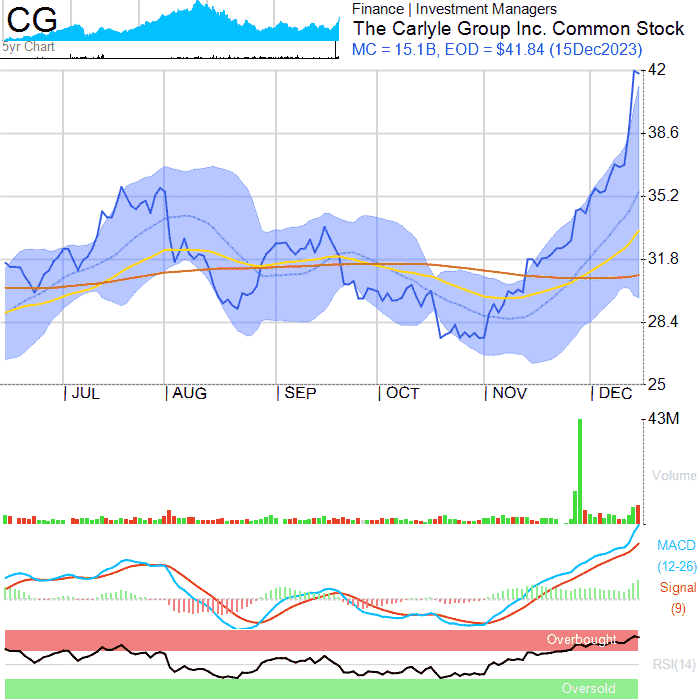 CG
5yr Chart
Finance | Investment Managers
The Carlyle Group Inc. Common Stock
MC = 15.1B, EOD = $41.84 (15Dec2023)
42
38.6
35.2
31.8
28.4
25
JUL AUG SEP OCT NOV DEC
43M
Volume
MACD
(12-26)
Signal
(9)
Overbought
RSI(14)
Oversold